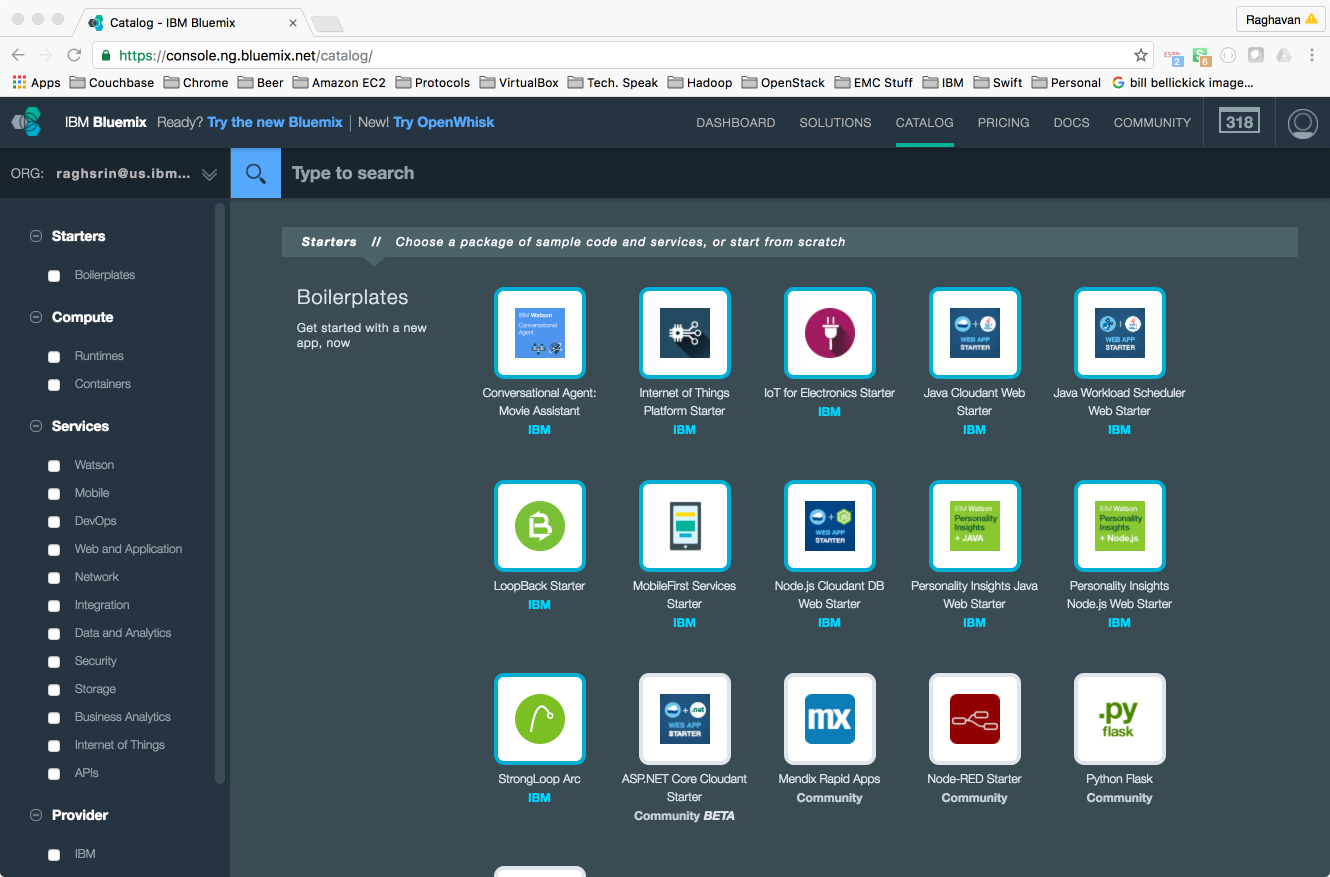 Catalog - IBM Bluemix
Raghavan
https://console.ng.bluemix.net/catalog/
2
6
Apps Couchbase Chrome Beer Amazon EC2 Protocols VirtualBox Tech. Speak Hadoop OpenStack EMC Stuff IBM Swift Personal bill bellickick image...
IBM Bluemix Ready? Try the new Bluemix | New! Try OpenWhisk
DASHBOARD SOLUTIONS CATALOG PRICING DOCS COMMUNITY 318
ORG: raghsrin@us.ibm...
Type to search
Starters
Boilerplates
Compute
Runtimes
Containers
Services
Watson
Mobile
DevOps
Web and Application
Network
Integration
Data and Analytics
Security
Storage
Business Analytics
Internet of Things
APIs
Provider
IBM
Starters // Choose a package of sample code and services, or start from scratch
Boilerplates
Get started with a new
app, now
IBM Watson
Conversational
Agent
Conversational Agent:
Movie Assistant
IBM
Internet of Things
Platform Starter
IBM
IoT for Electronics Starter
IBM
WEB APP
STARTER
Java Cloudant Web
Starter
IBM
WEB APP
STARTER
Java Workload Scheduler
Web Starter
IBM
LoopBack Starter
IBM
MobileFirst Services
Starter
IBM
WEB APP
STARTER
Node.js Cloudant DB
Web Starter
IBM
IBM Watson
Personality
Insights
+ JAVA
Personality Insights Java
Web Starter
IBM
IBM Watson
Personality
Insights
+ Node.js
Personality Insights
Node.js Web Starter
IBM
StrongLoop Arc
IBM
+ .net
WEB APP
STARTER
ASP.NET Core Cloudant
Starter
Community BETA
mx
Mendix Rapid Apps
Community
Node-RED Starter
Community
.py
flask
Python Flask
Community